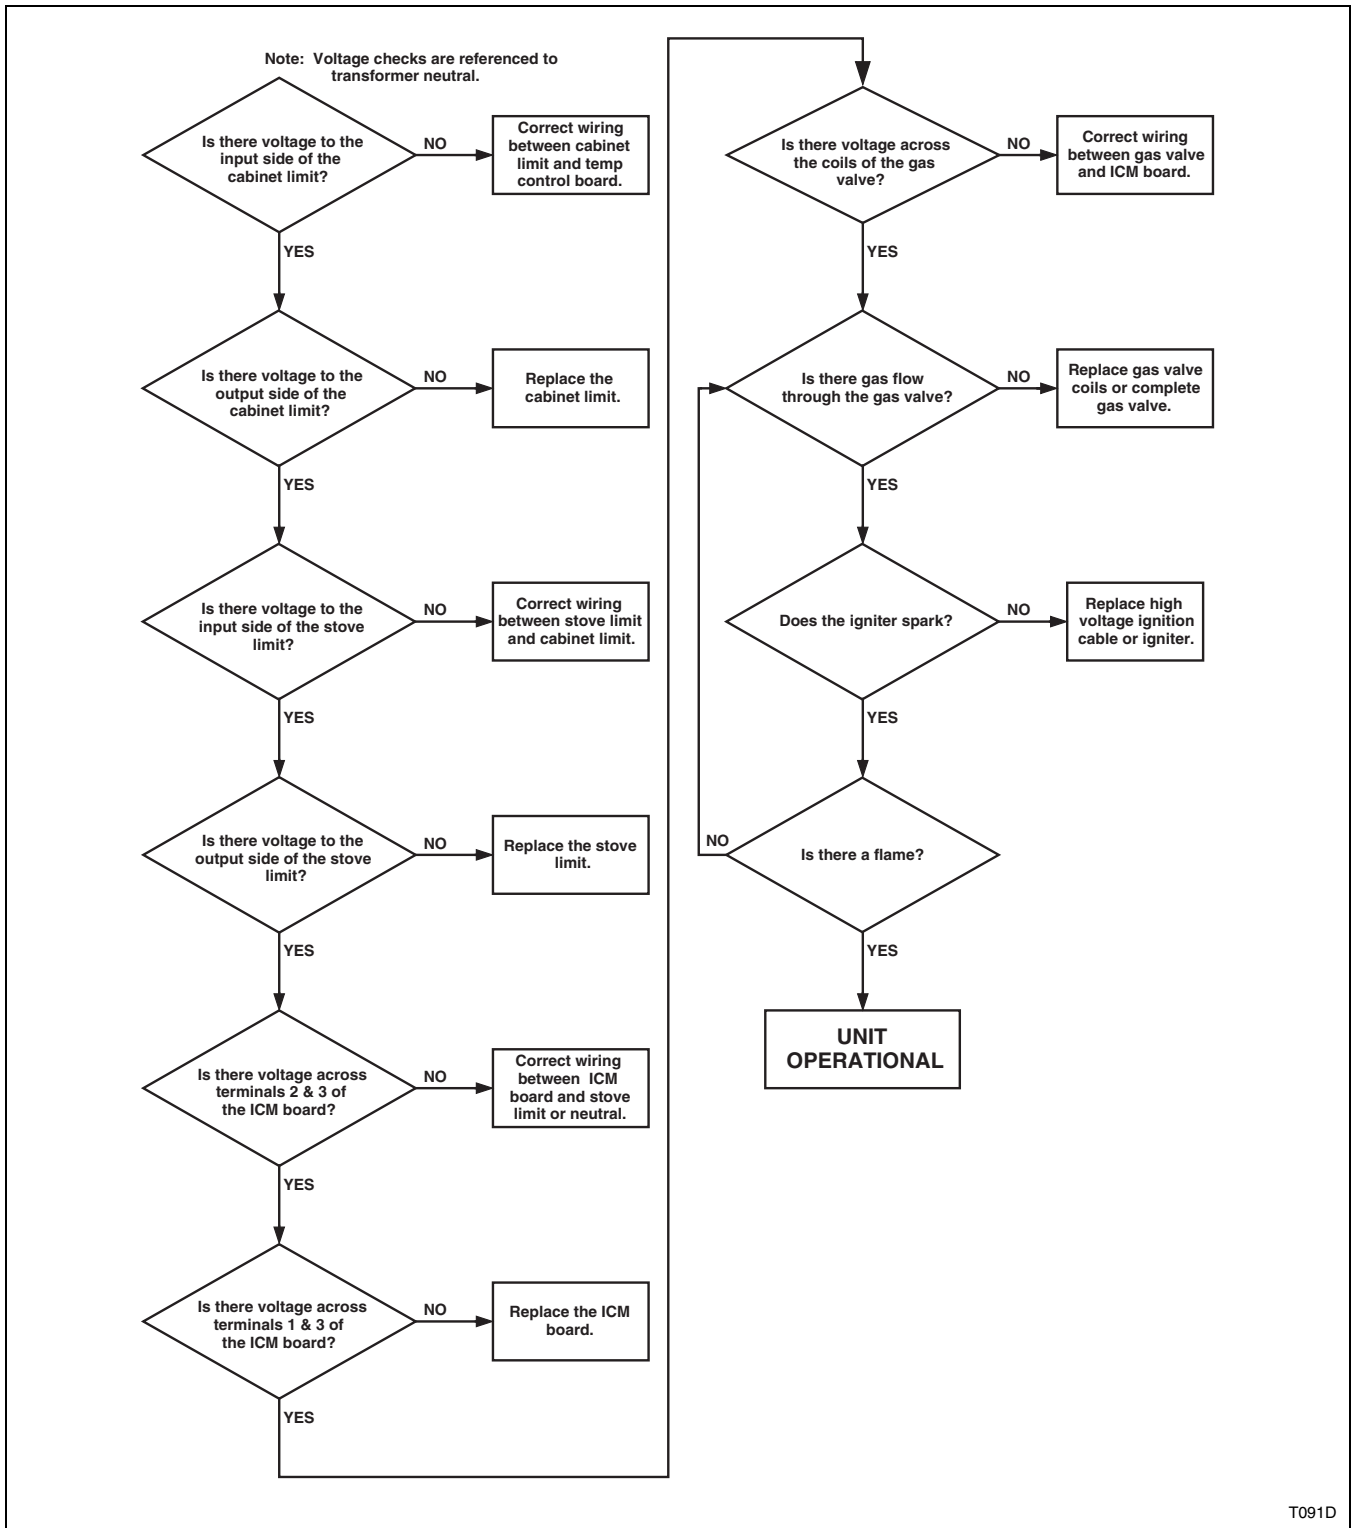 Note: Voltage checks are referenced to
transformer neutral.
Is there voltage to the
input side of the
cabinet limit?
NO
Correct wiring
between cabinet
limit and temp
control board.
YES
Is there voltage to the
output side of the
cabinet limit?
NO
Replace the
cabinet limit.
YES
Is there voltage to the
input side of the stove
limit?
NO
Correct wiring
between stove limit
and cabinet limit.
YES
Is there voltage to the
output side of the stove
limit?
NO
Replace the stove
limit.
YES
Is there voltage across
terminals 2 & 3 of
the ICM board?
NO
Correct wiring
between ICM
board and stove
limit or neutral.
YES
Is there voltage across
terminals 1 & 3 of
the ICM board?
NO
Replace the ICM
board.
YES
Is there voltage across
the coils of the gas
valve?
NO
Correct wiring
between gas valve
and ICM board.
YES
Is there gas flow
through the gas valve?
NO
Replace gas valve
coils or complete
gas valve.
YES
Does the igniter spark?
NO
Replace high
voltage ignition
cable or igniter.
YES
Is there a flame?
NO
YES
UNIT
OPERATIONAL
T091D